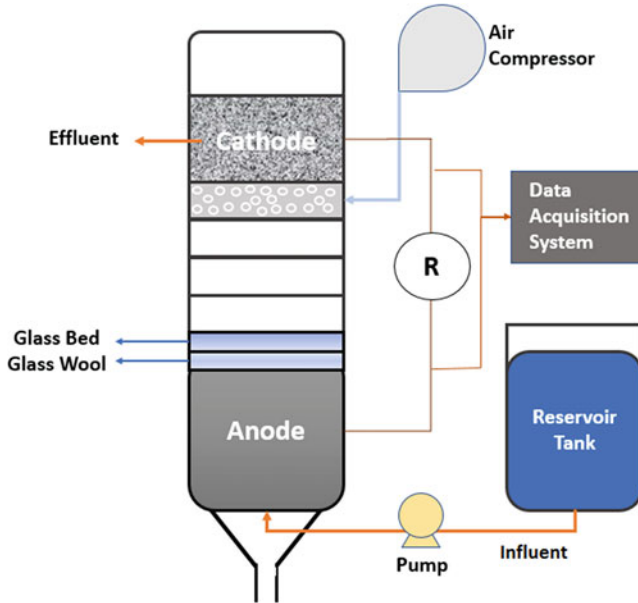 Air
Compressor
Effluent
Cathode
Data
Acquisition
System
R
Glass Bed
Glass Wool
Anode
Reservoir
Tank
Pump
Influent